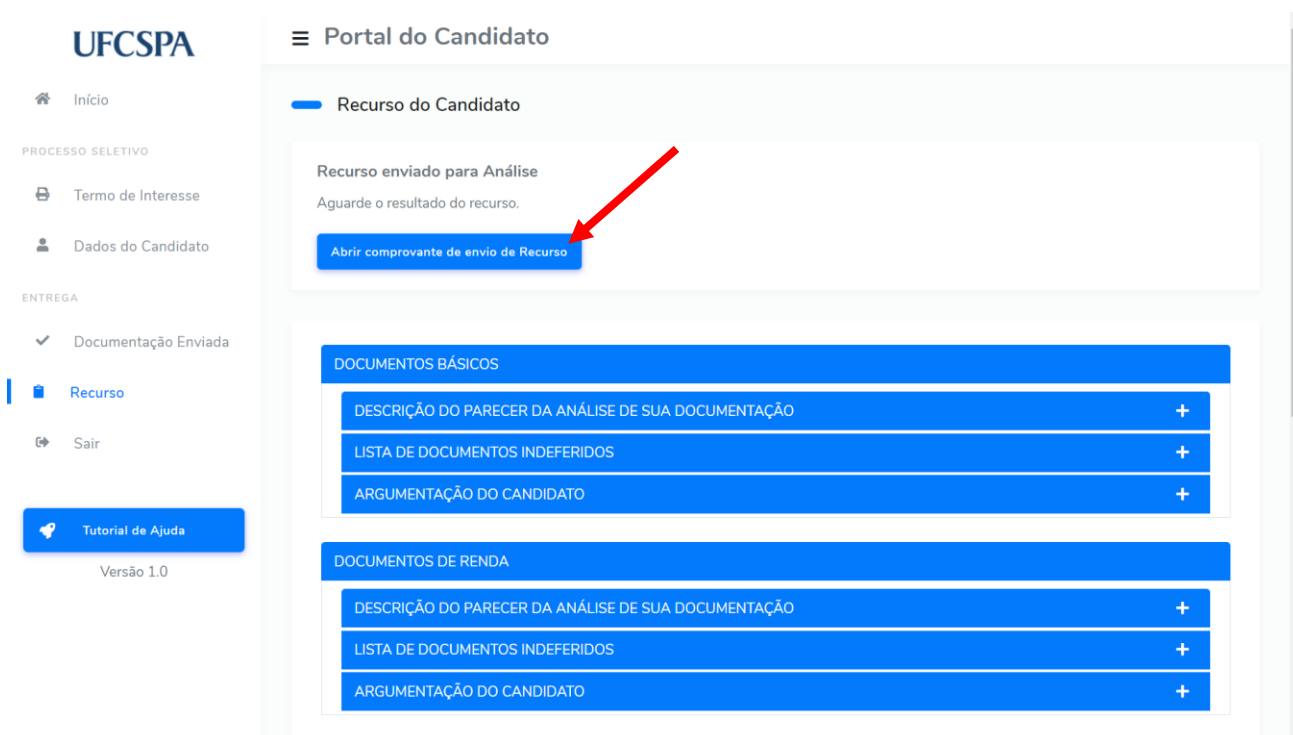 UFCSPA
Início
PROCESSO SELETIVO
Termo de Interesse
Dados do Candidato
ENTREGA
Documentação Enviada
Recurso
Sair
Tutorial de Ajuda
Versão 1.0
Portal do Candidato
Recurso do Candidato
Recurso enviado para Análise
Aguarde o resultado do recurso.
Abrir comprovante de envio de Recurso
DOCUMENTOS BÁSICOS
DESCRIÇÃO DO PARECER DA ANÁLISE DE SUA DOCUMENTAÇÃO +
LISTA DE DOCUMENTOS INDEFERIDOS +
ARGUMENTAÇÃO DO CANDIDATO +
DOCUMENTOS DE RENDA
DESCRIÇÃO DO PARECER DA ANÁLISE DE SUA DOCUMENTAÇÃO +
LISTA DE DOCUMENTOS INDEFERIDOS +
ARGUMENTAÇÃO DO CANDIDATO +